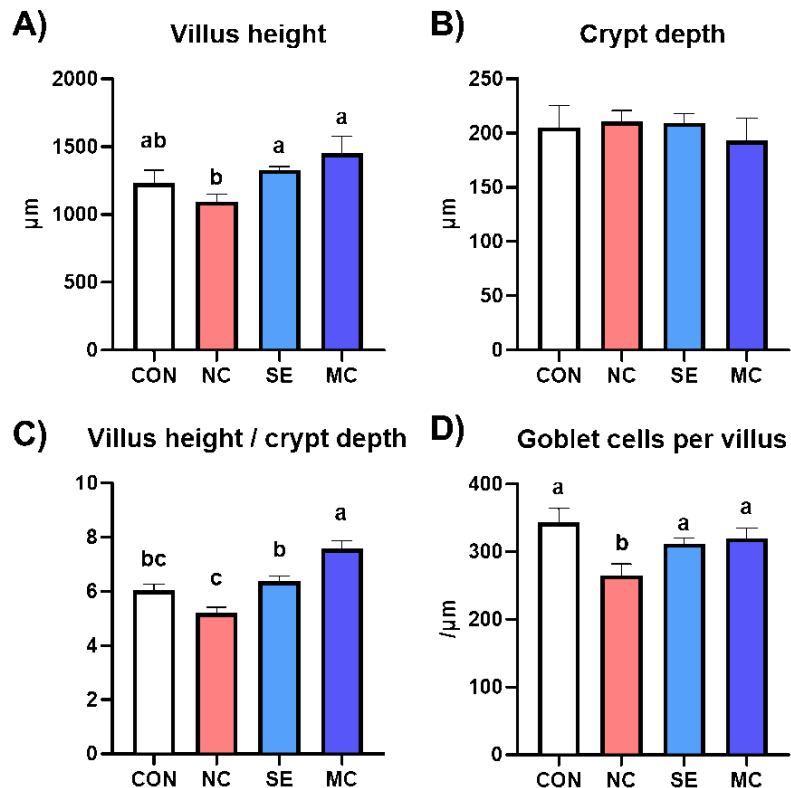 A) Villus height
2000
1500
1000
500
0
µm
ab
b
a
a
CON NC SE MC
B) Crypt depth
250
200
150
100
50
0
µm
CON NC SE MC
C) Villus height / crypt depth
10
8
6
4
2
0
bc
c
b
a
CON NC SE MC
D) Goblet cells per villus
400
300
200
100
0
/µm
a
b
a
a
CON NC SE MC